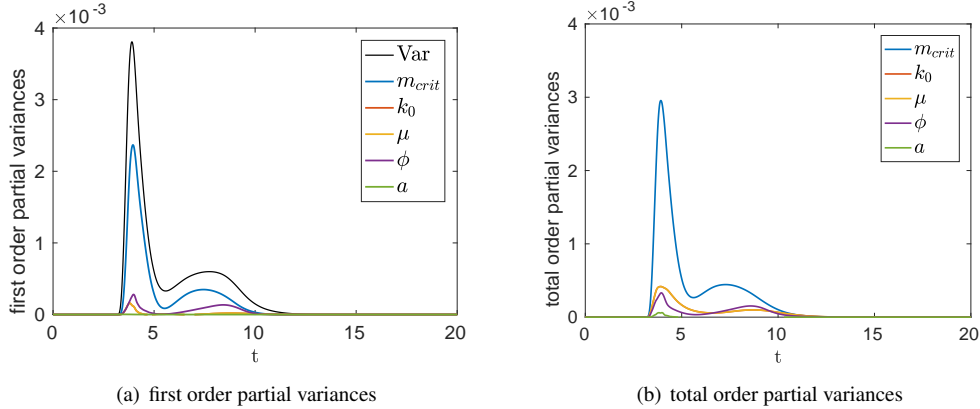 ×10⁻³
4
3
2
1
0
0 5 10 15 20
t
first order partial variances
Var
m_crit
k_0
μ
ϕ
a
(a) first order partial variances
×10⁻³
4
3
2
1
0
0 5 10 15 20
t
total order partial variances
m_crit
k_0
μ
ϕ
a
(b) total order partial variances